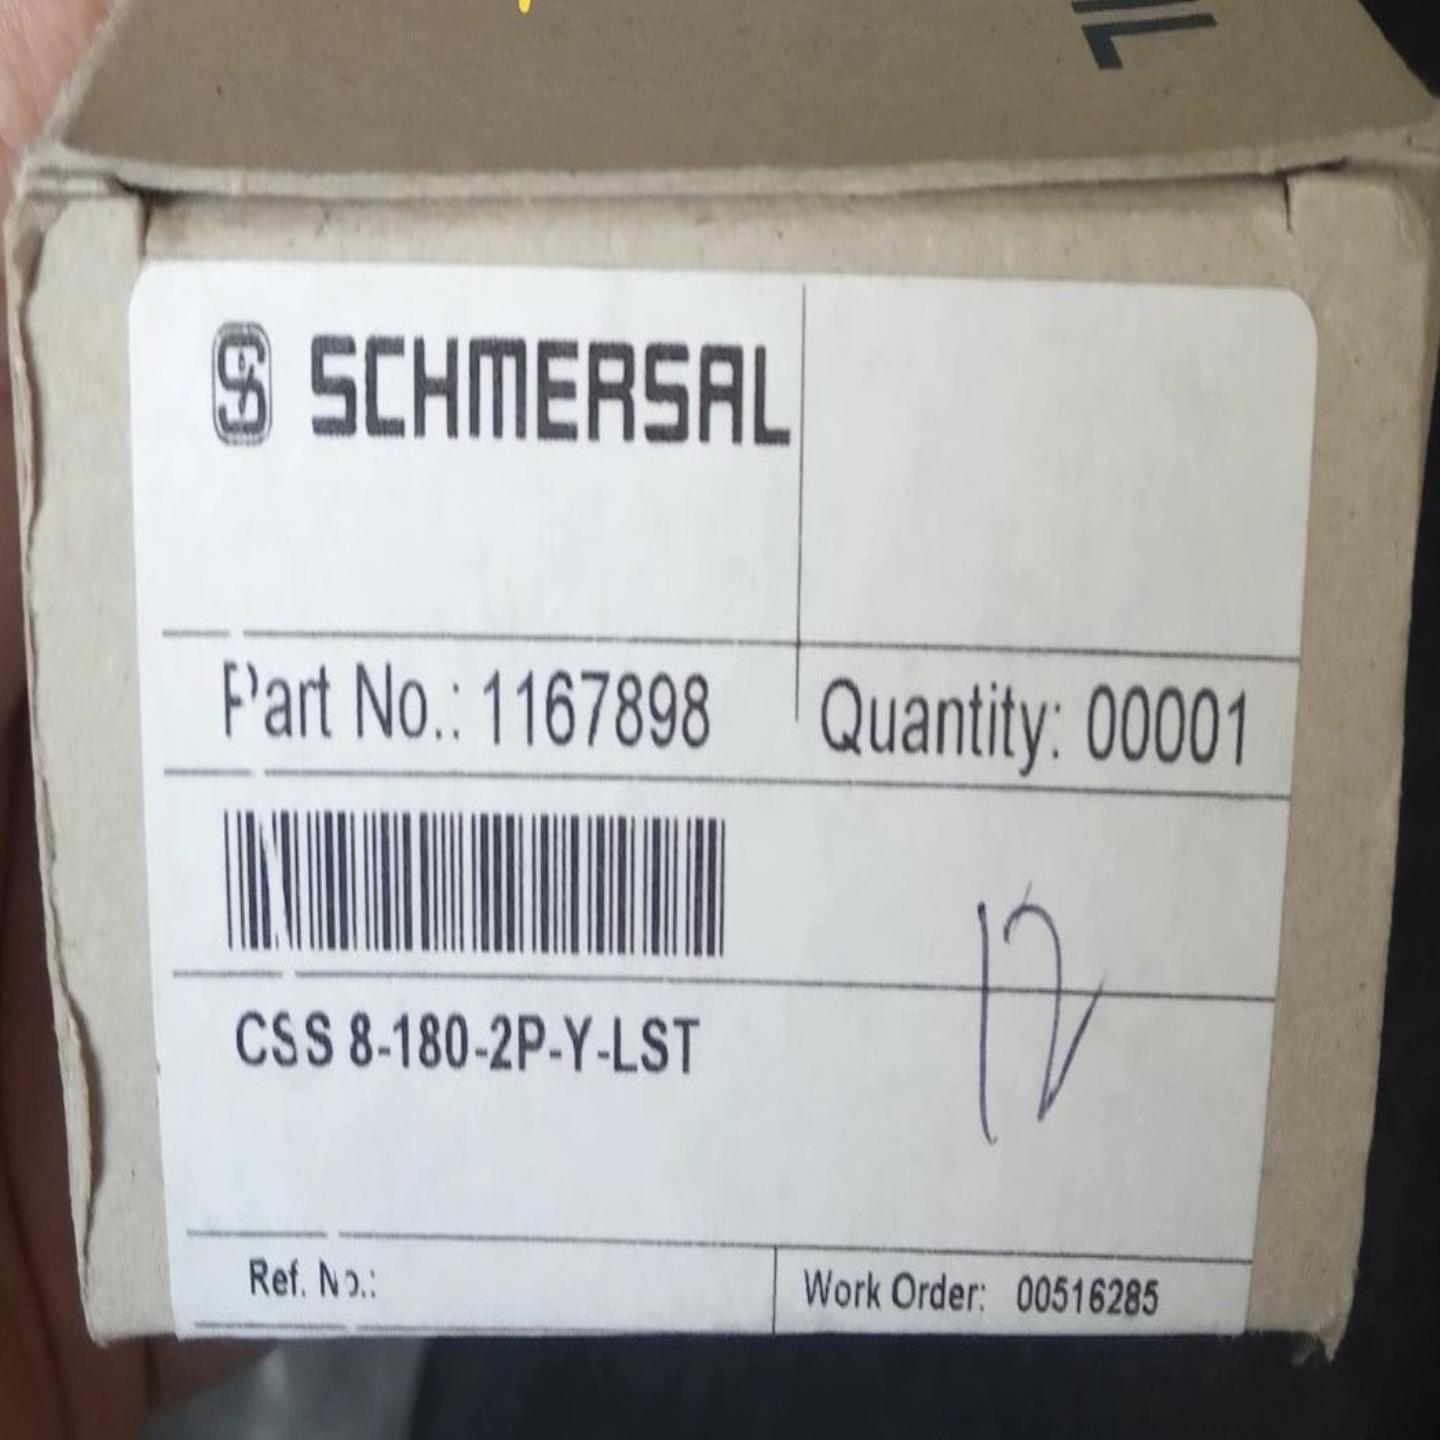 SCHMERSAL
Part No.: 1167898
Quantity: 00001
12
CSS 8-180-2P-Y-LST
Ref. No.:
Work Order: 00516285